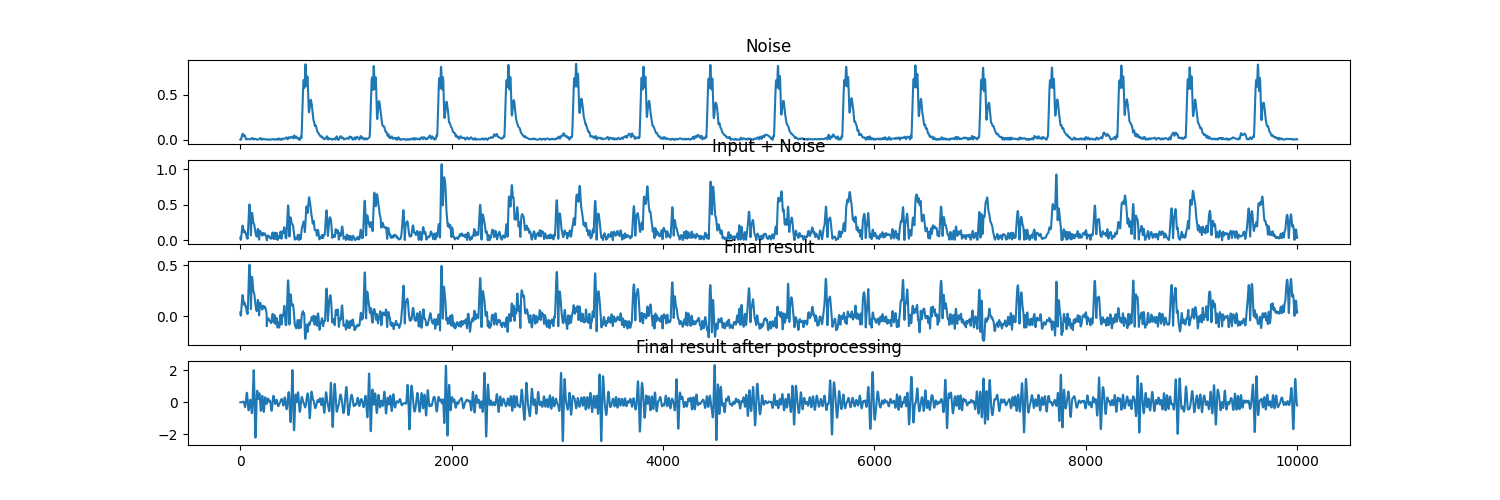 Noise
0.5
0.0
Input + Noise
1.0
0.5
0.0
Final result
0.5
0.0
Final result after postprocessing
2
0
−2
0 2000 4000 6000 8000 10000